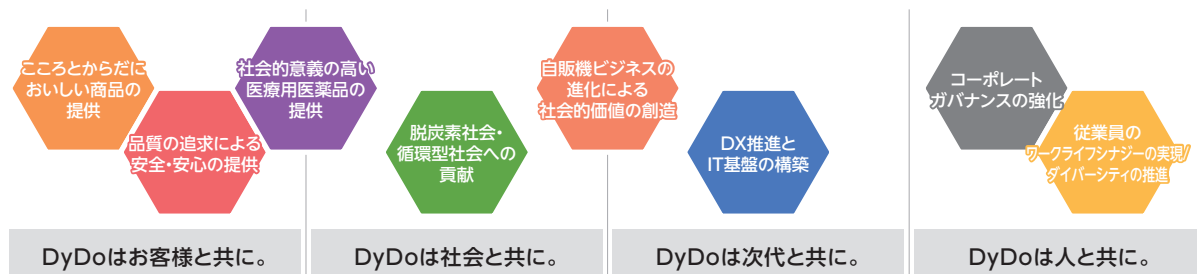 こころとからだに
おいしい商品の
提供
品質の追求による
安全・安心の提供
社会的意義の高い
医療用医薬品の
提供
脱炭素社会・
循環型社会への
貢献
自販機ビジネスの
進化による
社会的価値の創造
DX推進と
IT基盤の構築
コーポレート
ガバナンスの強化
従業員の
ワークライフシナジーの実現/
ダイバーシティの推進
DyDoはお客様と共に。
DyDoは社会と共に。
DyDoは次代と共に。
DyDoは人と共に。